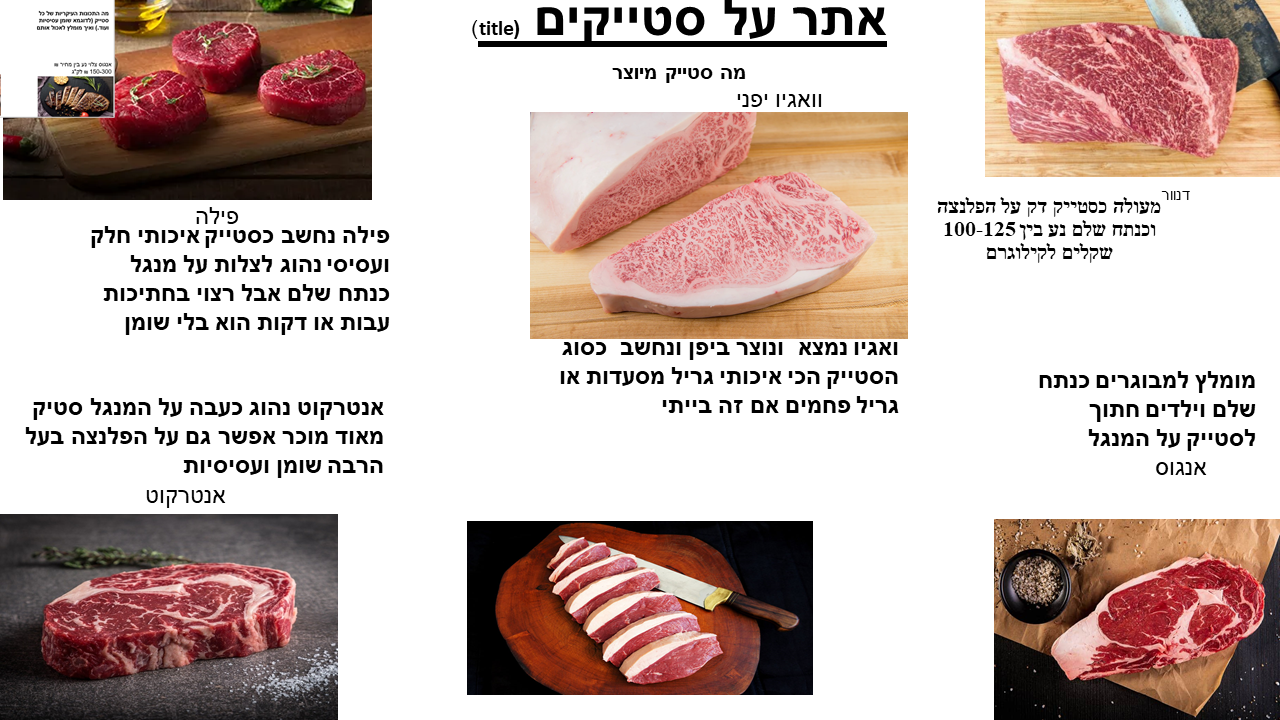 אתר על סטייקים (title)
מה סטייק מיוצר
וואגיו יפני
ואגיו נמצא ונוצר ביפן ונחשב כסוג
הסטייק הכי איכותי גריל מסעדות או
גריל פחמים אם זה בייתי
דנוור
מעולה כסטייק דק על הפלנצה
וכנתח שלם נע בין 100-125
שקלים לקילוגרם
מומלץ למבוגרים כנתח
שלם וילדים חתוך
לסטייק על המנגל
אנגוס
מה התכונות העיקריות של כל
סטייק (לדוגמא שומן עסיסיות
ועוד.) ואיך מומלץ לאכול אותם
אנטוס צלוי נע בין מחיר ₪
150-300 ₪ לק"ג
פילה
פילה נחשב כסטייק איכותי חלק
ועסיסי נהוג לצלות על מנגל
כנתח שלם אבל רצוי בחתיכות
עבות או דקות הוא בלי שומן
אנטרקוט נהוג כעבה על המנגל סטיק
מאוד מוכר אפשר גם על הפלנצה בעל
הרבה שומן ועסיסיות
אנטרקוט